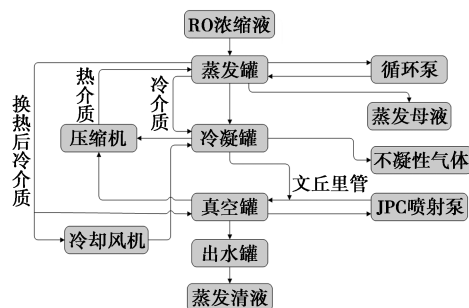 RO浓缩液
蒸发罐
循环泵
热介质
冷介质
蒸发母液
换热后冷介质
压缩机
冷凝罐
不凝性气体
文丘里管
真空罐
JPC喷射泵
冷却风机
出水罐
蒸发清液